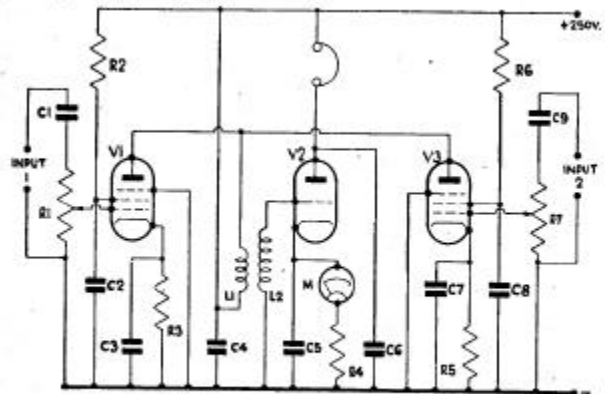 +250V.
R2
R6
C1
C9
V1
V2
V3
INPUT
1
INPUT
2
R1
R7
L1
L2
M
C2
R3
C7
C8
C3
C4
C5
R4
C6
R5